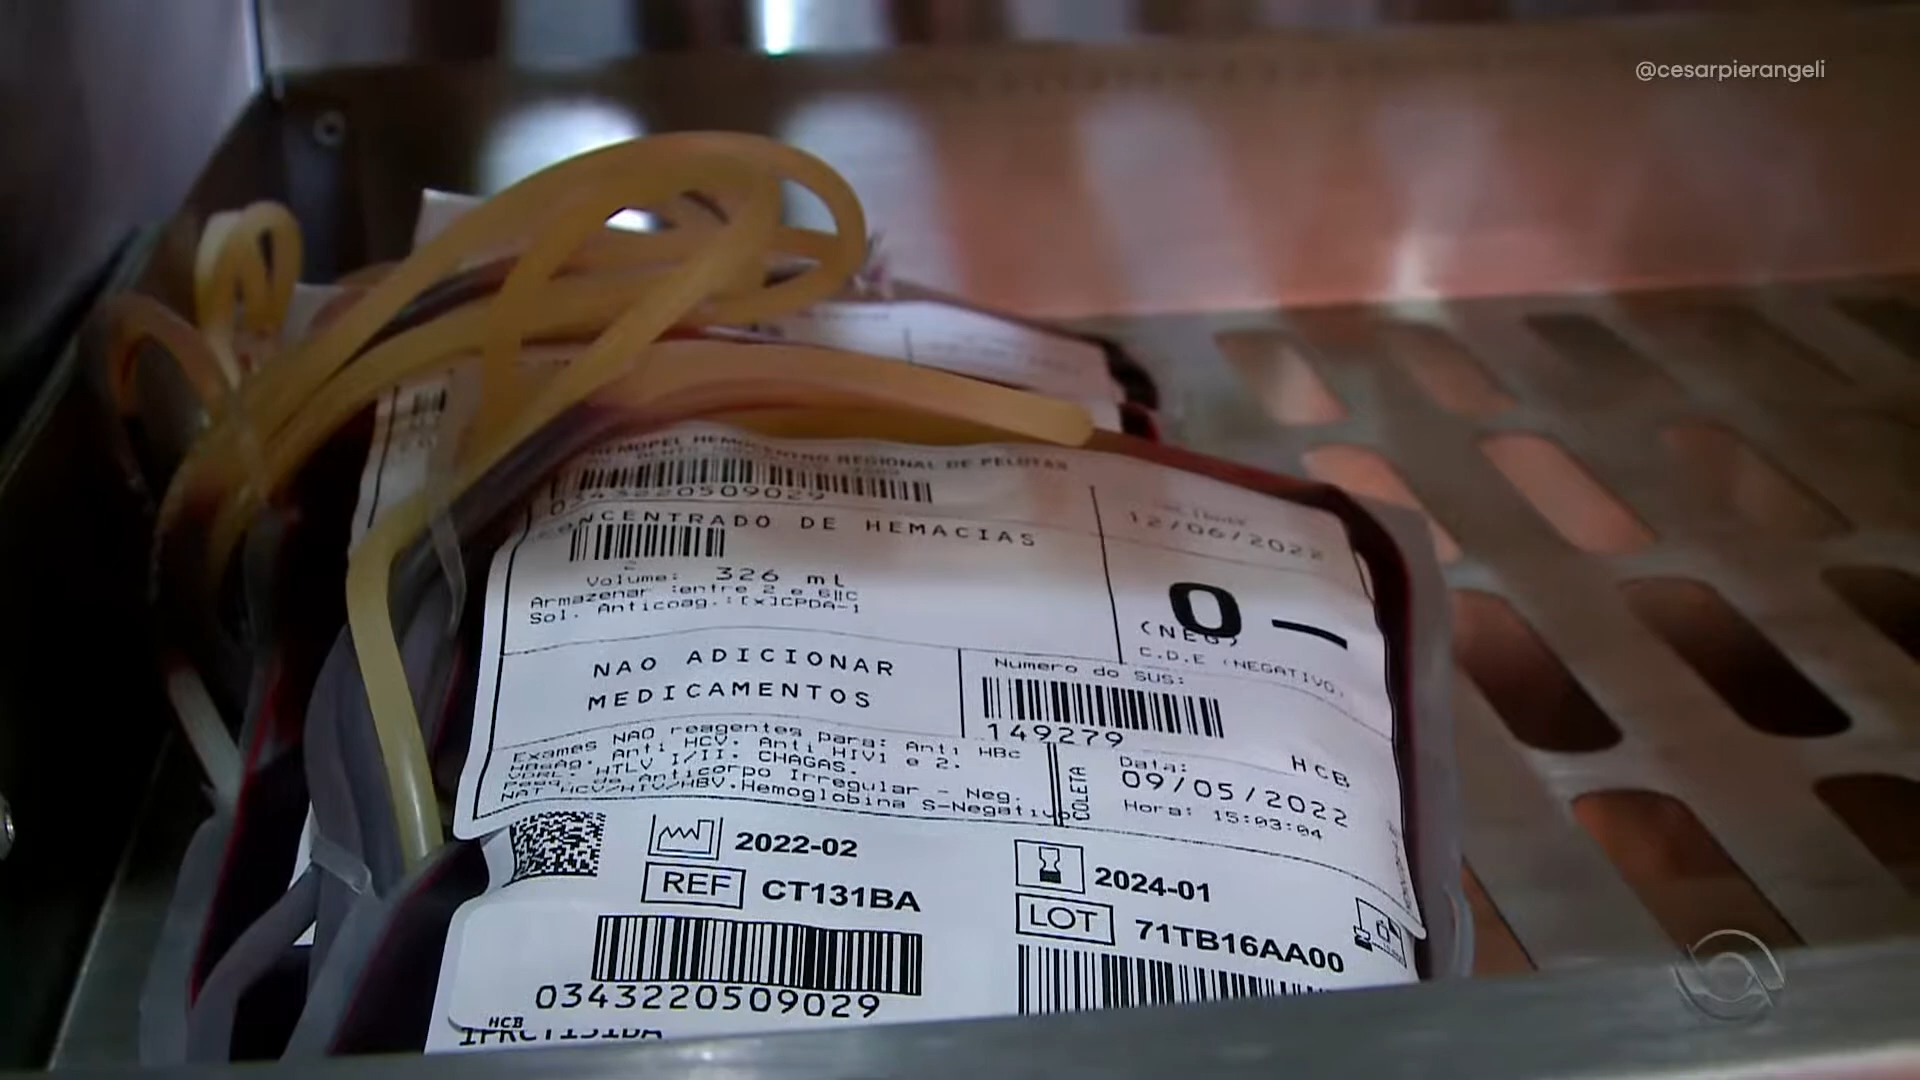 @cesarpierangeli
HEMOPEL HEMOCENTRO REGIONAL DE PELOTAS
0343220509029
CONCENTRADO DE HEMACIAS
12/06/2022
Volume: 326 ml
Armazenar :entre 2 e 6||C
Sol. Anticoag.:[x]CPDA-1
O-
(NEG)
C.D.E (NEGATIVO)
NAO ADICIONAR
MEDICAMENTOS
Numero do SUS:
149279
Exames NAO reagentes para: Anti HBc
HBsAg. Anti HCV. Anti HIV1 e 2.
VDRL. HTLV I/II. CHAGAS.
Pesq. de Anticorpo Irregular - Neg.
NAT HCV/HIV/HBV.Hemoglobina S-Negativo
COLETA
HCB
Data:
09/05/2022
Hora: 15:03:04
2022-02
2024-01
REF CT131BA
LOT 71TB16AA00
0343220509029
HCB